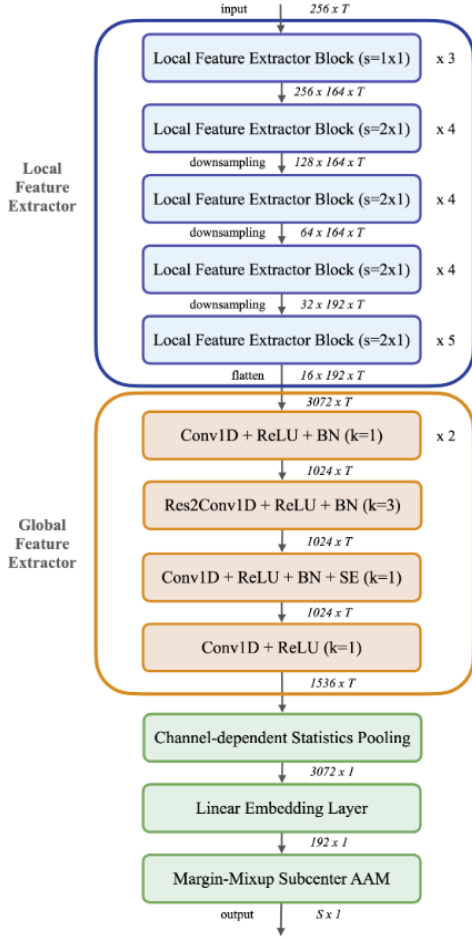 input 256 x T
Local Feature Extractor Block (s=1x1) x 3
256 x 164 x T
Local Feature Extractor Block (s=2x1) x 4
downsampling 128 x 164 x T
Local Feature Extractor Block (s=2x1) x 4
downsampling 64 x 164 x T
Local Feature Extractor Block (s=2x1) x 4
downsampling 32 x 192 x T
Local Feature Extractor Block (s=2x1) x 5
flatten 16 x 192 x T
Local
Feature
Extractor
3072 x T
Conv1D + ReLU + BN (k=1) x 2
1024 x T
Res2Conv1D + ReLU + BN (k=3)
1024 x T
Conv1D + ReLU + BN + SE (k=1)
1024 x T
Conv1D + ReLU (k=1)
1536 x T
Global
Feature
Extractor
Channel-dependent Statistics Pooling
3072 x 1
Linear Embedding Layer
192 x 1
Margin-Mixup Subcenter AAM
output S x 1